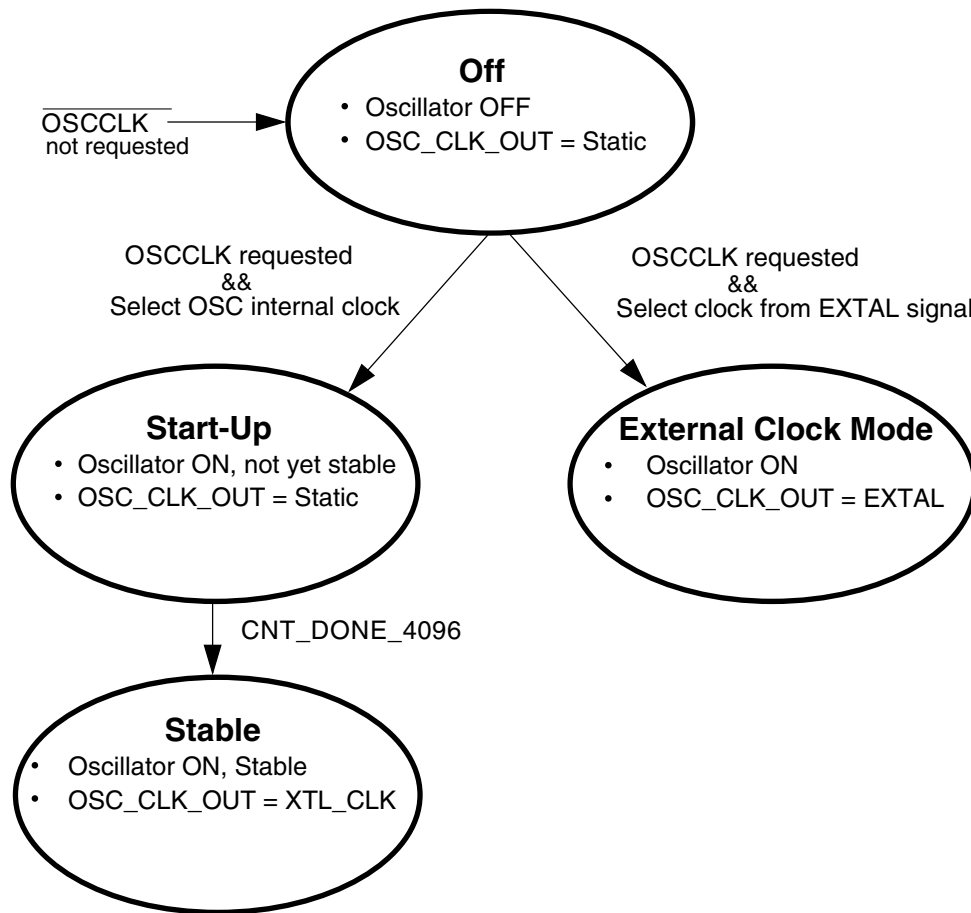 Off
• Oscillator OFF
• OSC_CLK_OUT = Static
OSCCLK
not requested
OSCCLK requested
&&
Select OSC internal clock
OSCCLK requested
&&
Select clock from EXTAL signal
Start-Up
• Oscillator ON, not yet stable
• OSC_CLK_OUT = Static
External Clock Mode
• Oscillator ON
• OSC_CLK_OUT = EXTAL
CNT_DONE_4096
Stable
• Oscillator ON, Stable
• OSC_CLK_OUT = XTL_CLK